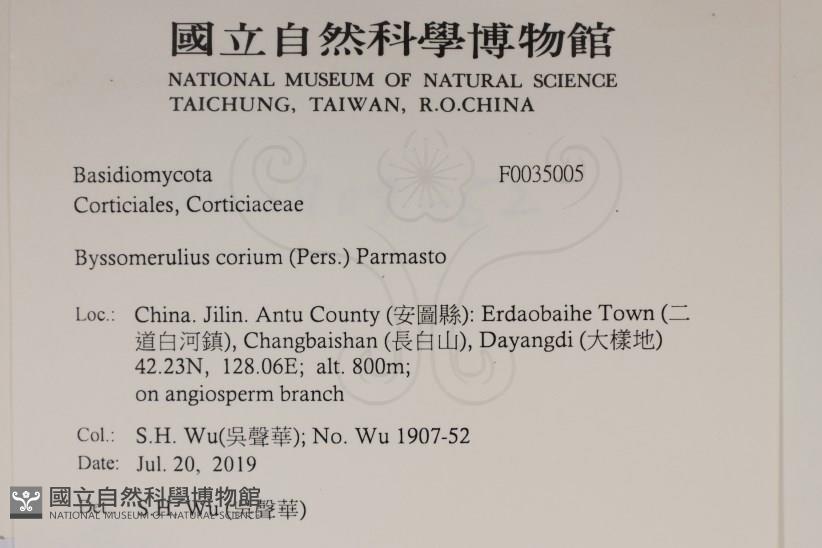 國立自然科學博物館
NATIONAL MUSEUM OF NATURAL SCIENCE
TAICHUNG, TAIWAN, R.O.CHINA
Basidiomycota F0035005
Corticiales, Corticiaceae
Byssomerulius corium (Pers.) Parmasto
Loc.: China. Jilin. Antu County (安圖縣): Erdaobaihe Town (二
道白河鎮), Changbaishan (長白山), Dayangdi (大樣地)
42.23N, 128.06E; alt. 800m;
on angiosperm branch
Col.: S.H. Wu(吳聲華); No. Wu 1907-52
Date: Jul. 20, 2019
S.H. Wu (吳聲華)
國立自然科學博物館
NATIONAL MUSEUM OF NATURAL SCIENCE